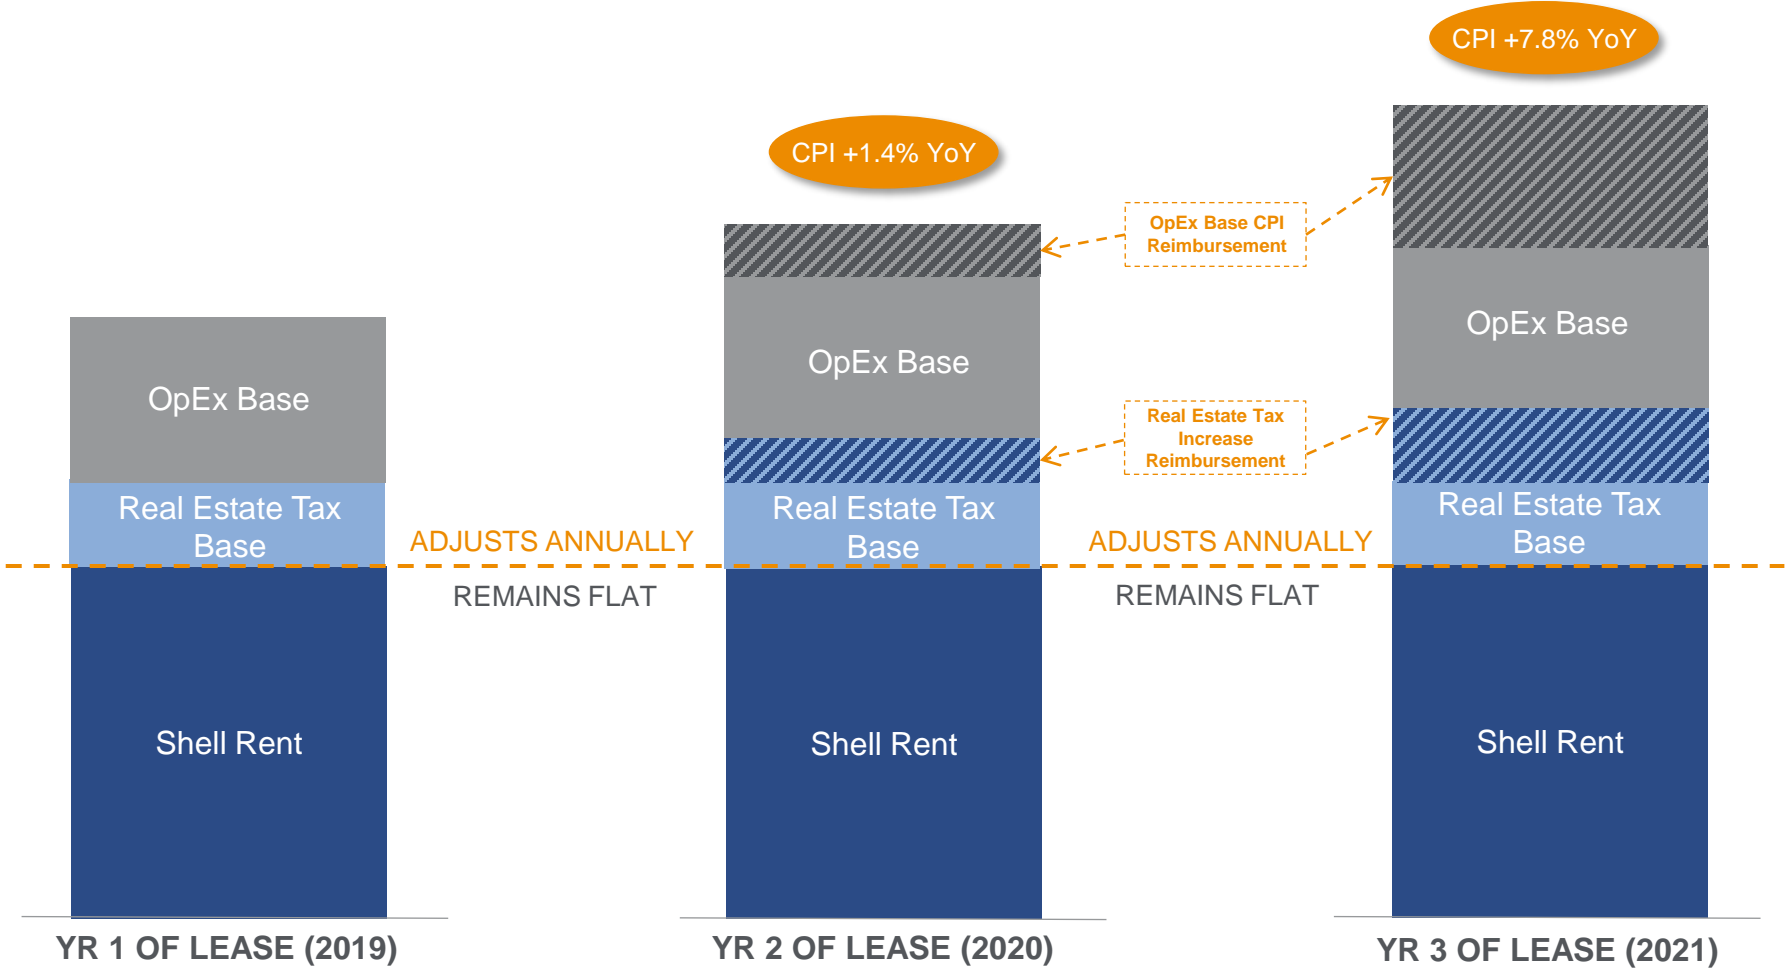 CPI +7.8% YoY
CPI +1.4% YoY
OpEx Base CPI
Reimbursement
OpEx Base
OpEx Base
OpEx Base
Real Estate Tax
Increase
Reimbursement
Real Estate Tax
Base
Real Estate Tax
Base
Real Estate Tax
Base
ADJUSTS ANNUALLY
ADJUSTS ANNUALLY
REMAINS FLAT
REMAINS FLAT
Shell Rent
Shell Rent
Shell Rent
YR 1 OF LEASE (2019)
YR 2 OF LEASE (2020)
YR 3 OF LEASE (2021)